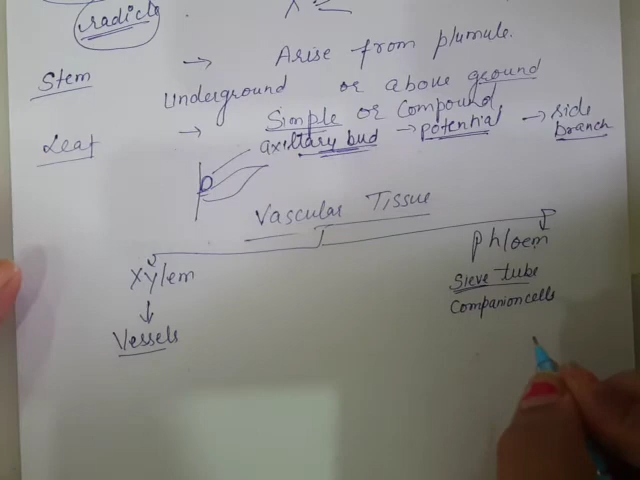 radicle
Stem → Arise from plumule.
Underground or above ground
Leaf → Simple or Compound
axillary bud → potential → side
branch
Vascular Tissue
Xylem Phloem
Sieve tube
Companion cells
Vessels